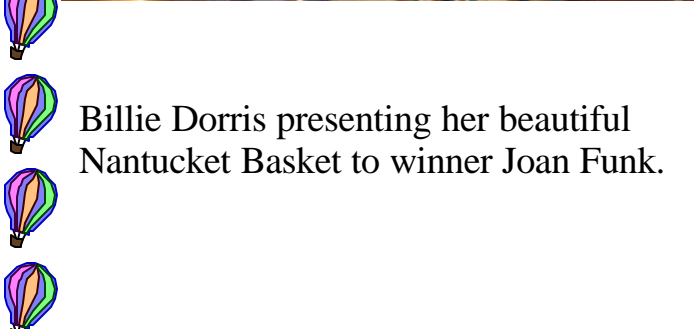 Billie Dorris presenting her beautiful
Nantucket Basket to winner Joan Funk.